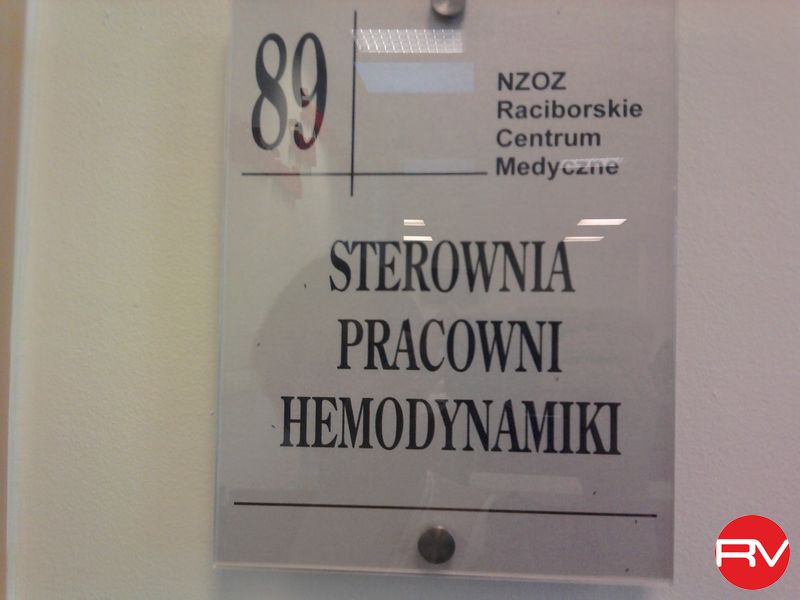 89
NZOZ
Raciborskie
Centrum
Medyczne
STEROWNIA
PRACOWNI
HEMODYNAMIKI
RV